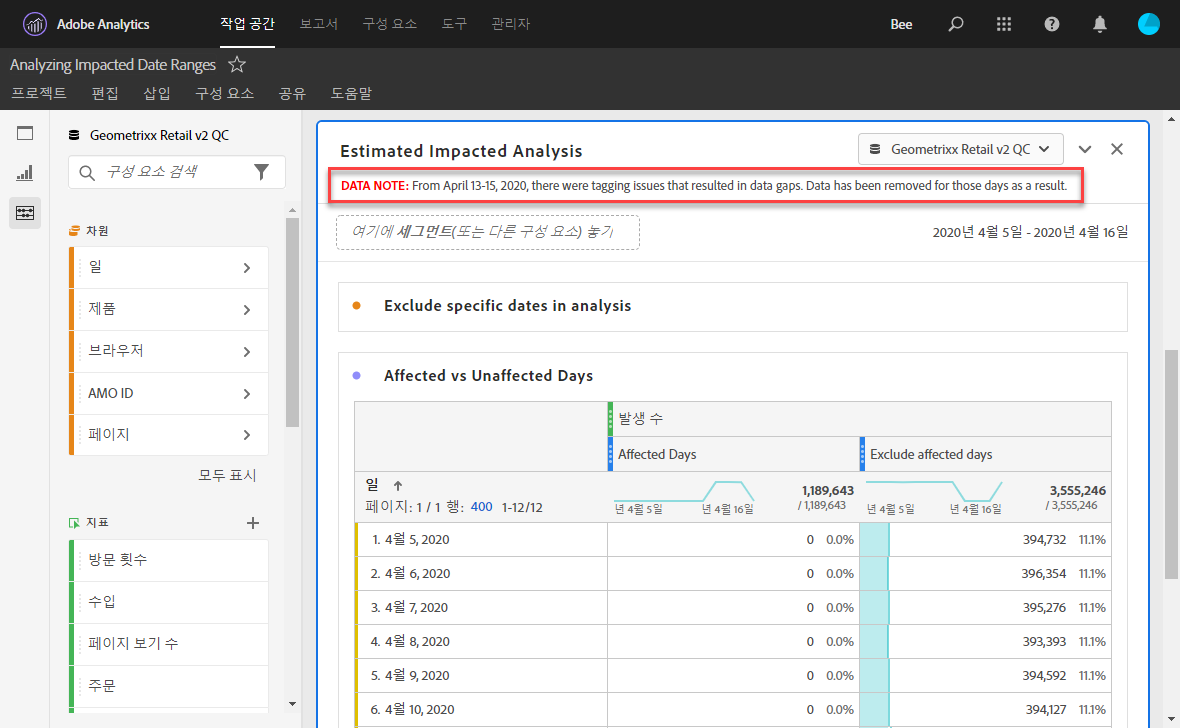 Adobe Analytics 작업 공간 보고서 구성 요소 도구 관리자 Bee
Analyzing Impacted Date Ranges
프로젝트 편집 삽입 구성 요소 공유 도움말
Geometrixx Retail v2 QC
구성 요소 검색
차원
일
제품
브라우저
AMO ID
페이지
모두 표시
지표
방문 횟수
수입
페이지 보기 수
주문
Estimated Impacted Analysis
Geometrixx Retail v2 QC
DATA NOTE: From April 13-15, 2020, there were tagging issues that resulted in data gaps. Data has been removed for those days as a result.
여기에 세그먼트(또는 다른 구성 요소) 놓기
2020년 4월 5일 - 2020년 4월 16일
Exclude specific dates in analysis
Affected vs Unaffected Days
발생 수
Affected Days Exclude affected days
일
페이지: 1 / 1 행: 400 1-12/12
년 4월 5일 년 4월 16일
1,189,643
/ 1,189,643
년 4월 5일 년 4월 16일
3,555,246
/ 3,555,246
1. 4월 5, 2020 0 0.0% 394,732 11.1%
2. 4월 6, 2020 0 0.0% 396,354 11.1%
3. 4월 7, 2020 0 0.0% 395,276 11.1%
4. 4월 8, 2020 0 0.0% 393,393 11.1%
5. 4월 9, 2020 0 0.0% 394,592 11.1%
6. 4월 10, 2020 0 0.0% 394,127 11.1%